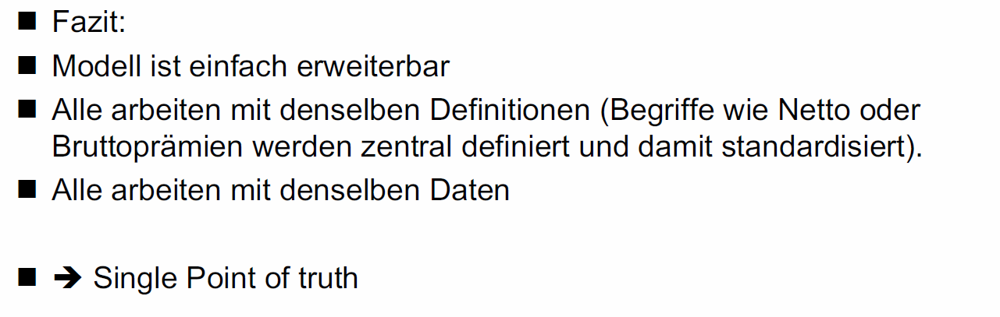 ■ Fazit:
■ Modell ist einfach erweiterbar
■ Alle arbeiten mit denselben Definitionen (Begriffe wie Netto oder
Bruttoprämien werden zentral definiert und damit standardisiert).
■ Alle arbeiten mit denselben Daten
■ ➔ Single Point of truth